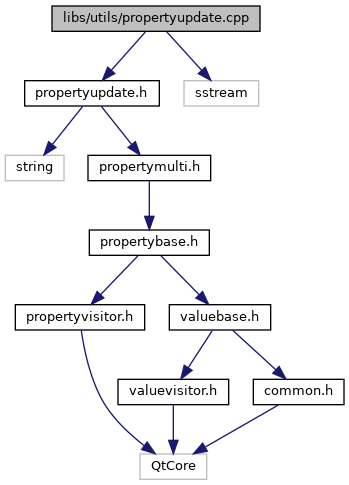 libs/utils/propertyupdate.cpp
propertyupdate.h
sstream
string
propertymulti.h
propertybase.h
propertyvisitor.h
valuebase.h
valuevisitor.h
common.h
QtCore